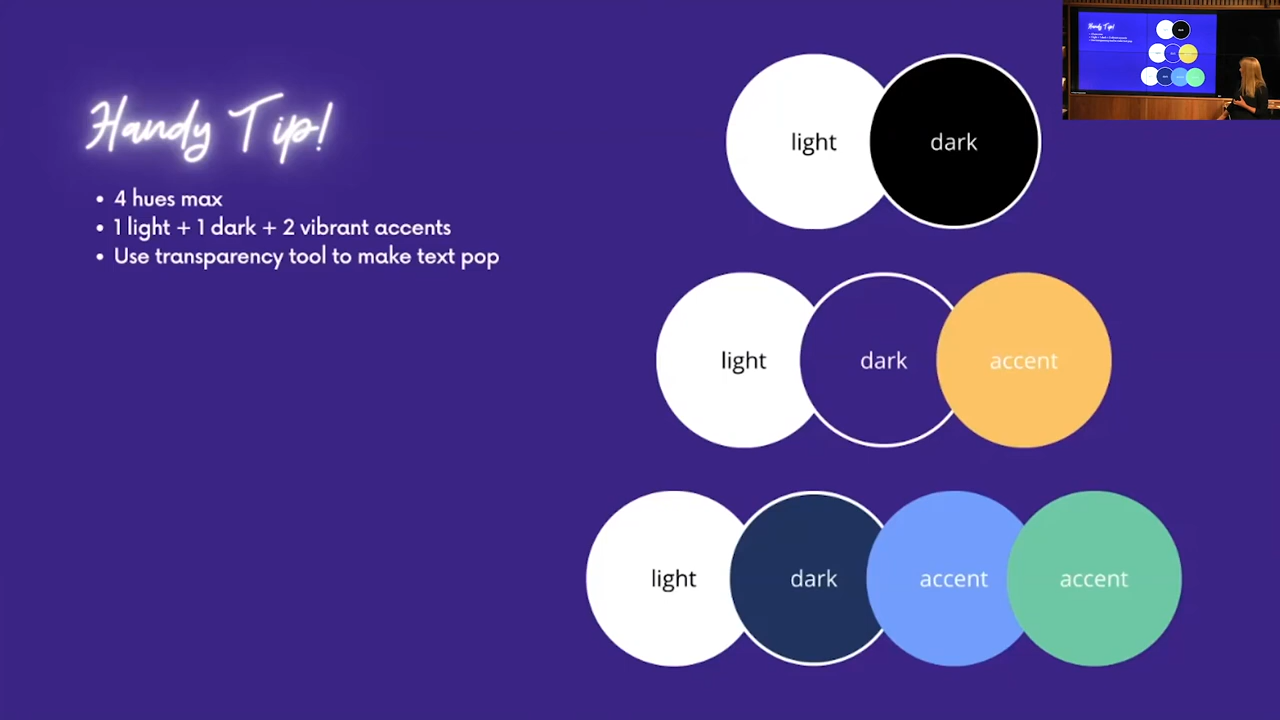 Handy Tip!
• 4 hues max
• 1 light + 1 dark + 2 vibrant accents
• Use transparency tool to make text pop
light dark
light dark accent
light dark accent accent